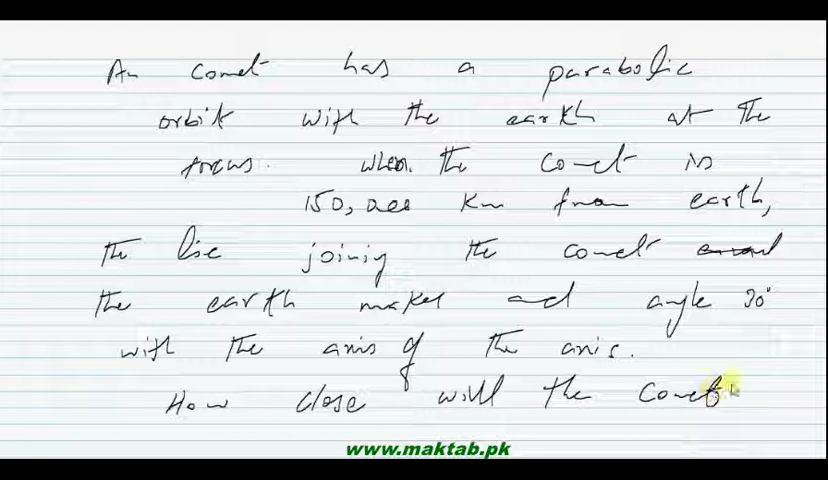 An comet has a parabolic
orbit with the earth at the
focus. when the comet is
150,000 km from earth,
the line joining the comet and
the earth makes and angle 30°
with the axis of the axis.
How close will the comet
www.maktab.pk